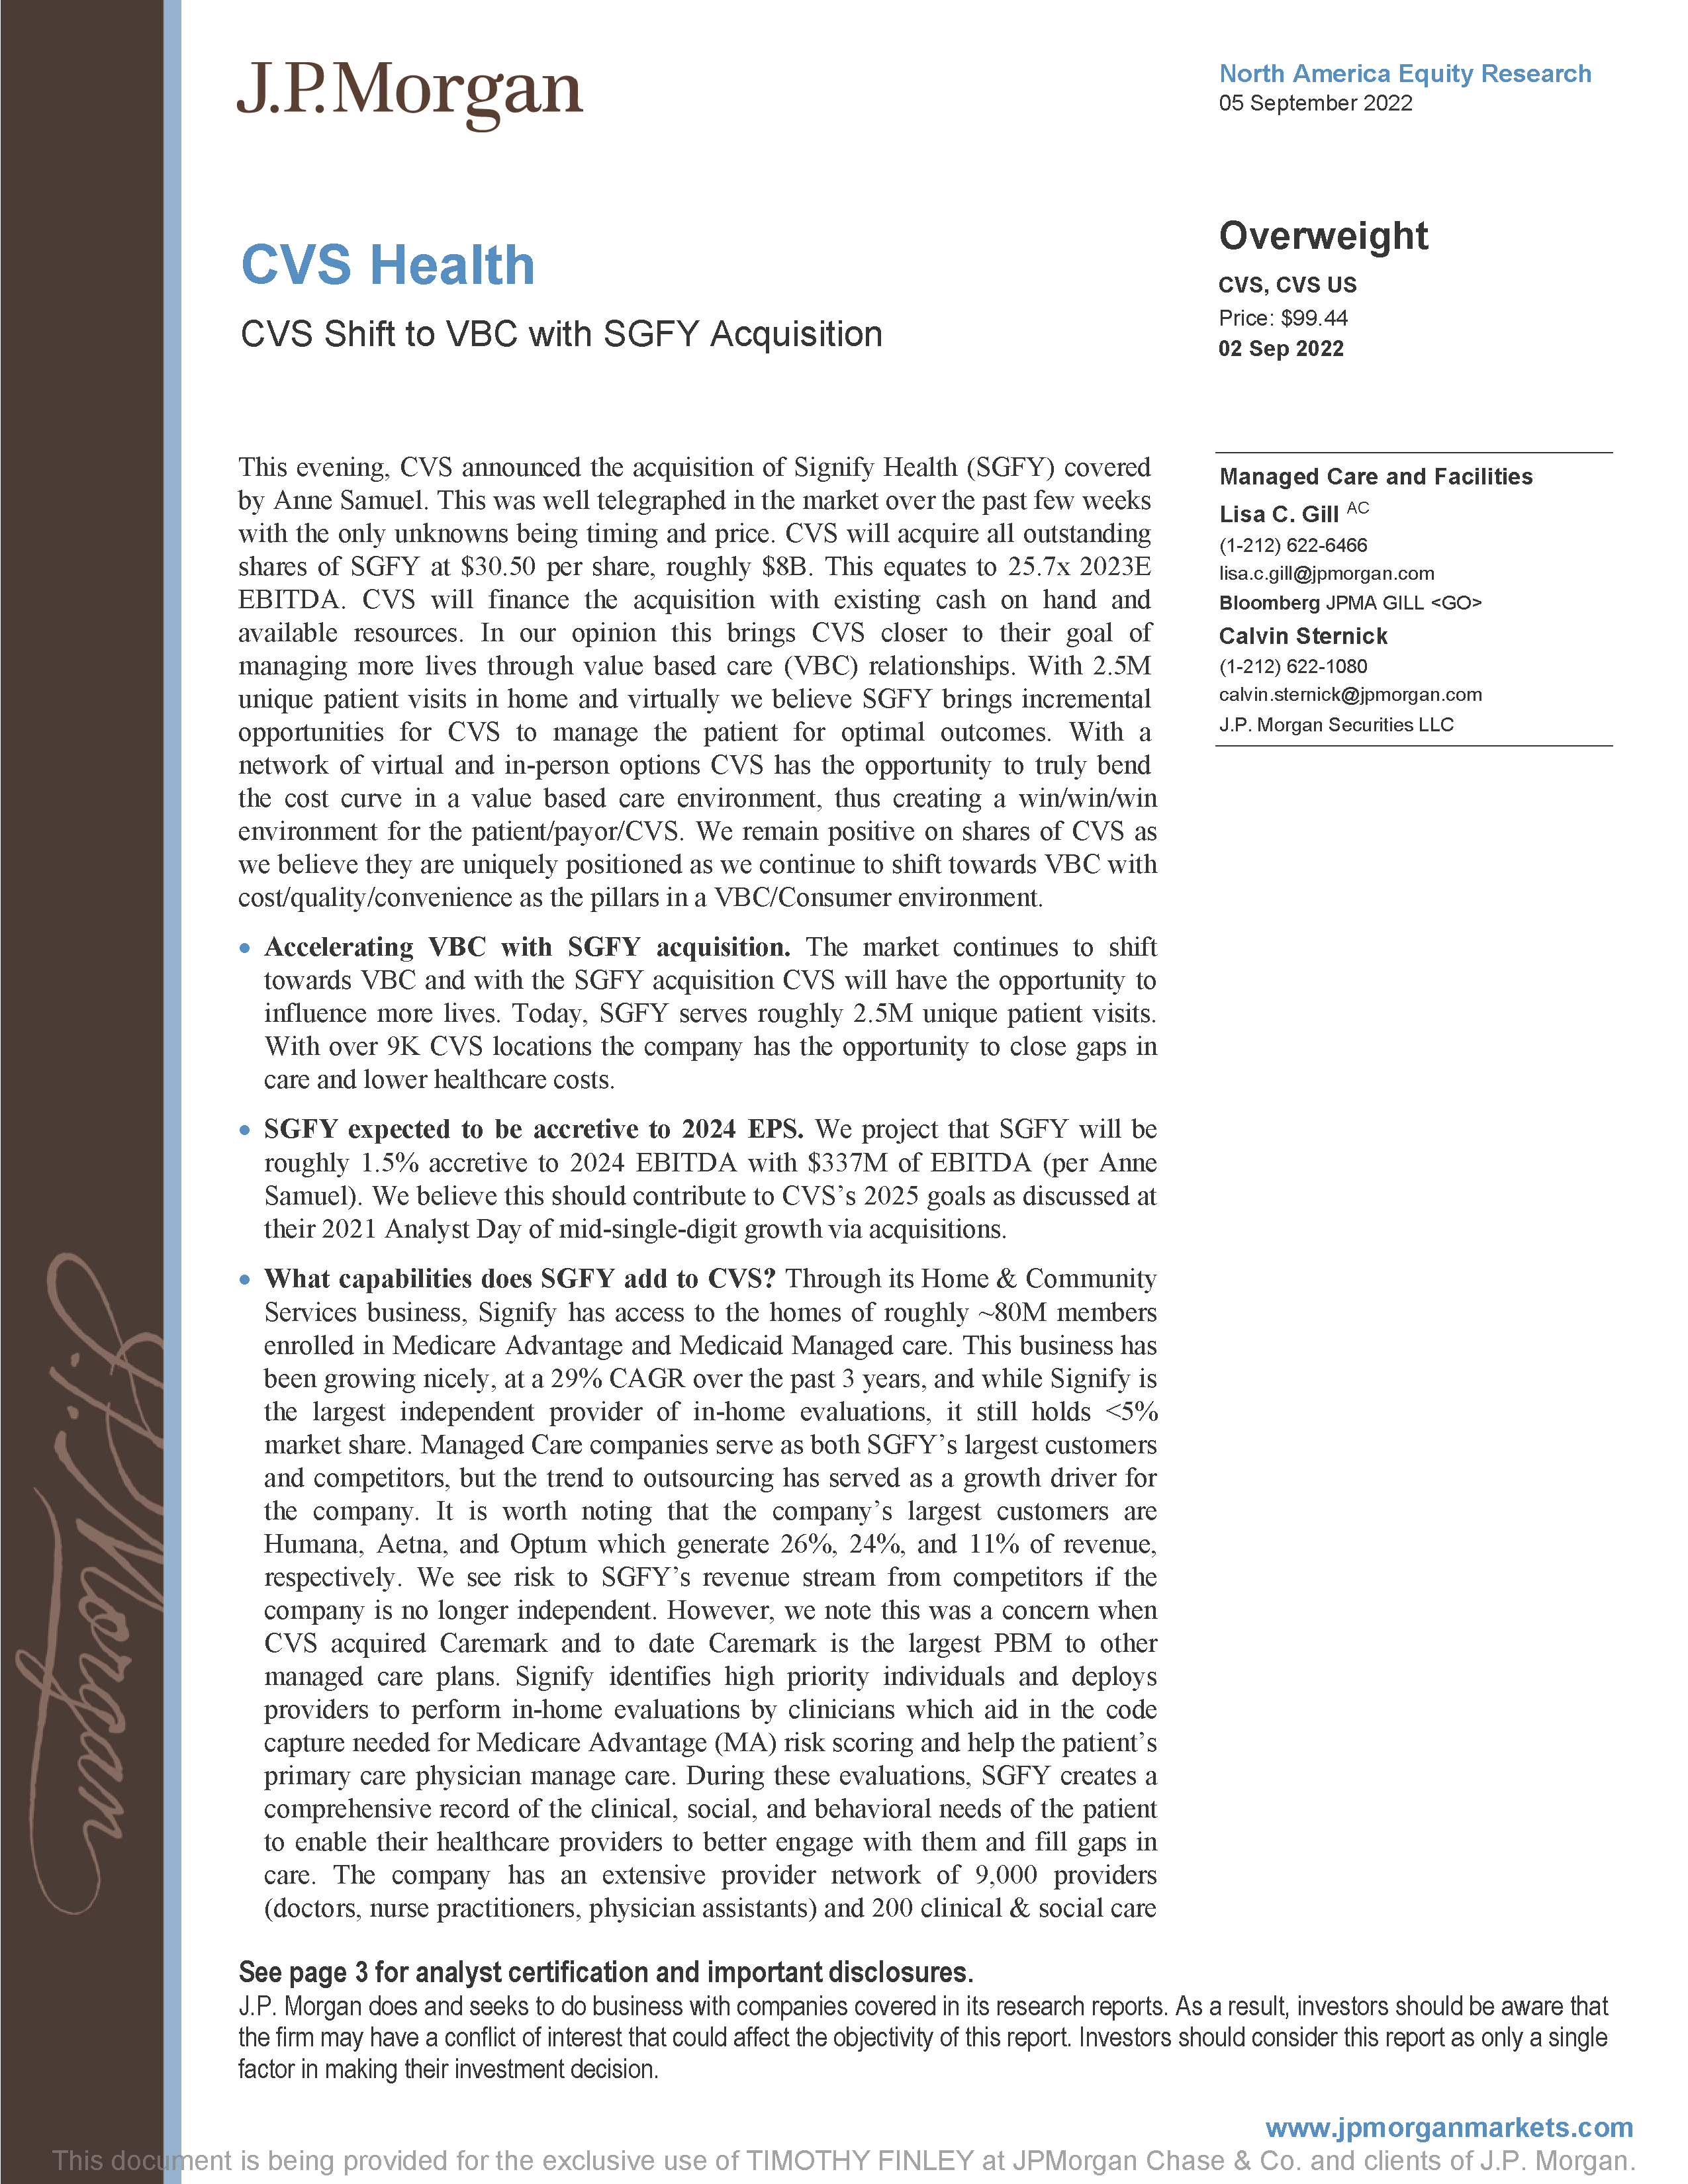 J.P.Morgan
North America Equity Research
05 September 2022
CVS Health
CVS Shift to VBC with SGFY Acquisition
Overweight
CVS, CVS US
Price: $99.44
02 Sep 2022
This evening, CVS announced the acquisition of Signify Health (SGFY) covered
by Anne Samuel. This was well telegraphed in the market over the past few weeks
with the only unknowns being timing and price. CVS will acquire all outstanding
shares of SGFY at $30.50 per share, roughly $8B. This equates to 25.7x 2023E
EBITDA. CVS will finance the acquisition with existing cash on hand and
available resources. In our opinion this brings CVS closer to their goal of
managing more lives through value based care (VBC) relationships. With 2.5M
unique patient visits in home and virtually we believe SGFY brings incremental
opportunities for CVS to manage the patient for optimal outcomes. With a
network of virtual and in-person options CVS has the opportunity to truly bend
the cost curve in a value based care environment, thus creating a win/win/win
environment for the patient/payor/CVS. We remain positive on shares of CVS as
we believe they are uniquely positioned as we continue to shift towards VBC with
cost/quality/convenience as the pillars in a VBC/Consumer environment.
• Accelerating VBC with SGFY acquisition. The market continues to shift
towards VBC and with the SGFY acquisition CVS will have the opportunity to
influence more lives. Today, SGFY serves roughly 2.5M unique patient visits.
With over 9K CVS locations the company has the opportunity to close gaps in
care and lower healthcare costs.
• SGFY expected to be accretive to 2024 EPS. We project that SGFY will be
roughly 1.5% accretive to 2024 EBITDA with $337M of EBITDA (per Anne
Samuel). We believe this should contribute to CVS’s 2025 goals as discussed at
their 2021 Analyst Day of mid-single-digit growth via acquisitions.
• What capabilities does SGFY add to CVS? Through its Home & Community
Services business, Signify has access to the homes of roughly ~80M members
enrolled in Medicare Advantage and Medicaid Managed care. This business has
been growing nicely, at a 29% CAGR over the past 3 years, and while Signify is
the largest independent provider of in-home evaluations, it still holds <5%
market share. Managed Care companies serve as both SGFY’s largest customers
and competitors, but the trend to outsourcing has served as a growth driver for
the company. It is worth noting that the company’s largest customers are
Humana, Aetna, and Optum which generate 26%, 24%, and 11% of revenue,
respectively. We see risk to SGFY’s revenue stream from competitors if the
company is no longer independent. However, we note this was a concern when
CVS acquired Caremark and to date Caremark is the largest PBM to other
managed care plans. Signify identifies high priority individuals and deploys
providers to perform in-home evaluations by clinicians which aid in the code
capture needed for Medicare Advantage (MA) risk scoring and help the patient’s
primary care physician manage care. During these evaluations, SGFY creates a
comprehensive record of the clinical, social, and behavioral needs of the patient
to enable their healthcare providers to better engage with them and fill gaps in
care. The company has an extensive provider network of 9,000 providers
(doctors, nurse practitioners, physician assistants) and 200 clinical & social care
Managed Care and Facilities
Lisa C. Gill AC
(1-212) 622-6466
lisa.c.gill@jpmorgan.com
Bloomberg JPMA GILL <GO>
Calvin Sternick
(1-212) 622-1080
calvin.sternick@jpmorgan.com
J.P. Morgan Securities LLC
J.P. Morgan
See page 3 for analyst certification and important disclosures.
J.P. Morgan does and seeks to do business with companies covered in its research reports. As a result, investors should be aware that
the firm may have a conflict of interest that could affect the objectivity of this report. Investors should consider this report as only a single
factor in making their investment decision.
www.jpmorganmarkets.com
This document is being provided for the exclusive use of TIMOTHY FINLEY at JPMorgan Chase & Co. and clients of J.P. Morgan.